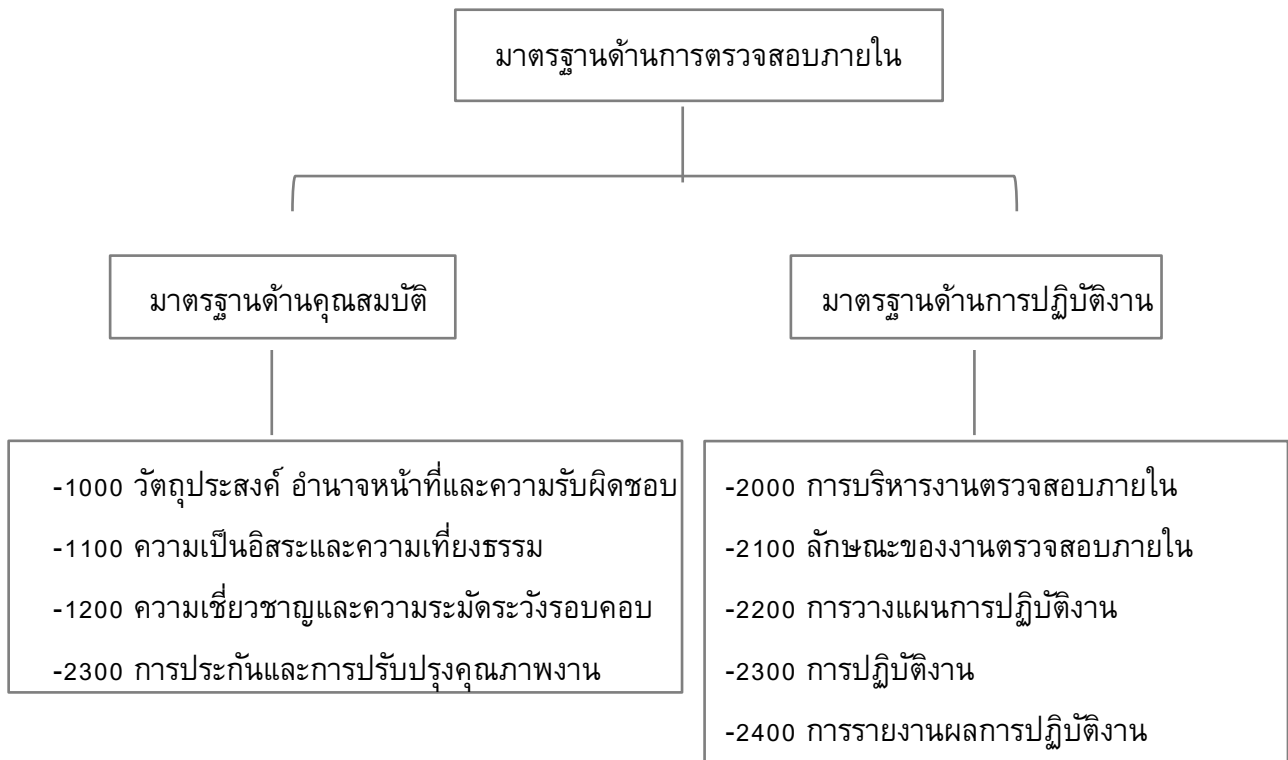 มาตรฐานด้านการตรวจสอบภายใน
มาตรฐานด้านคุณสมบัติ
มาตรฐานด้านการปฏิบัติงาน
-1000 วัตถุประสงค์ อำนาจหน้าที่และความรับผิดชอบ
-1100 ความเป็นอิสระและความเที่ยงธรรม
-1200 ความเชี่ยวชาญและความระมัดระวังรอบคอบ
-2300 การประกันและการปรับปรุงคุณภาพงาน
-2000 การบริหารงานตรวจสอบภายใน
-2100 ลักษณะของงานตรวจสอบภายใน
-2200 การวางแผนการปฏิบัติงาน
-2300 การปฏิบัติงาน
-2400 การรายงานผลการปฏิบัติงาน